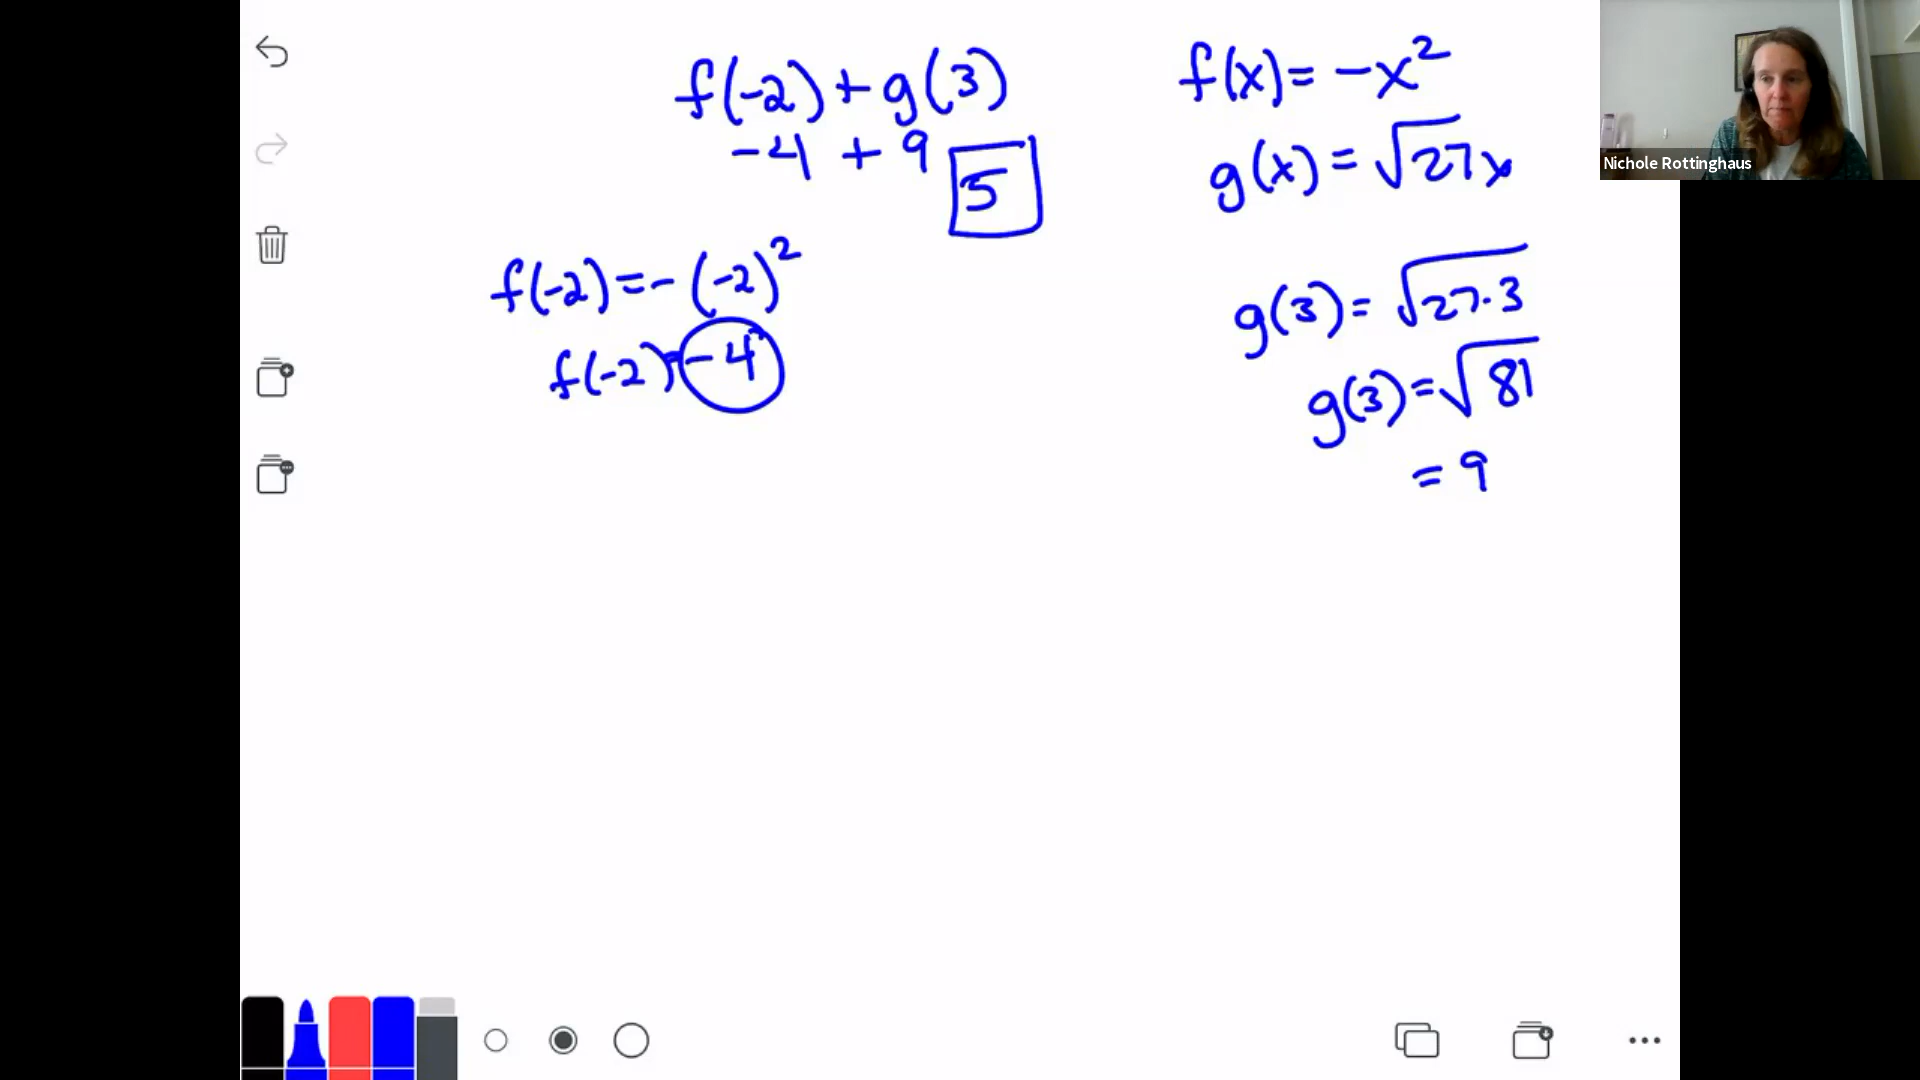 f(-2) + g(3)
-4 + 9
5
f(x) = -x²
g(x) = √27x
f(-2) = -(-2)²
f(-2) = -4
g(3) = √27·3
g(3) = √81
= 9
Nichole Rottinghaus